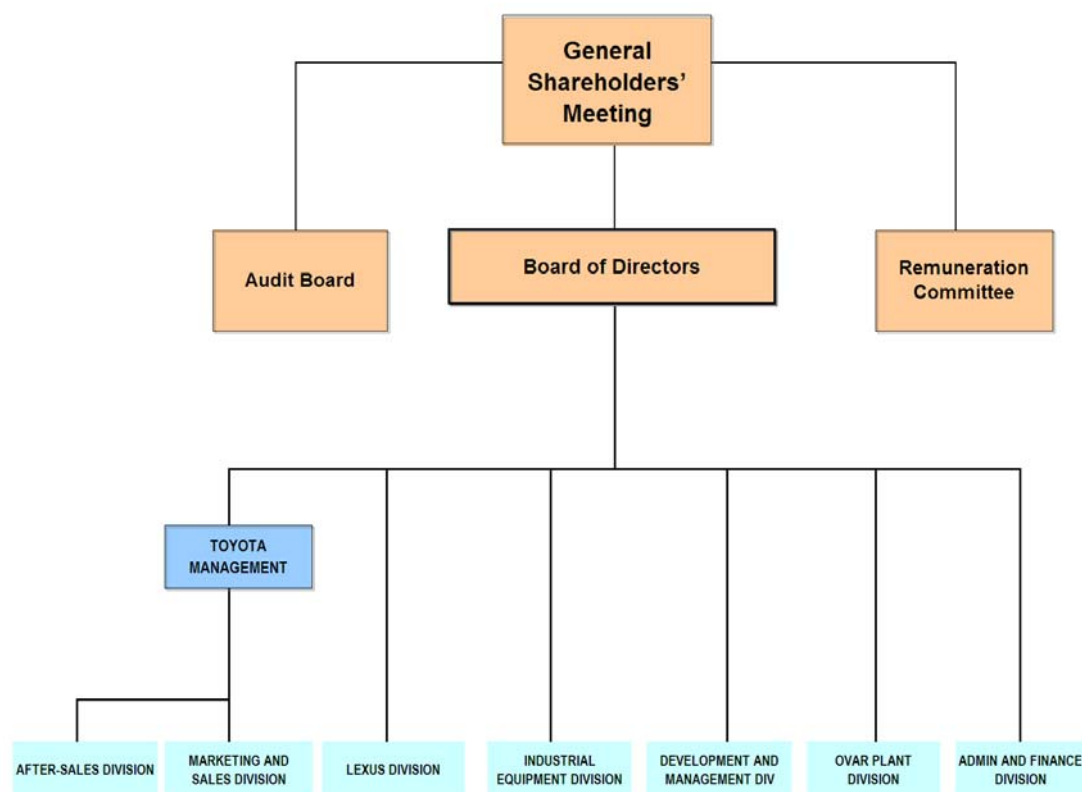 General
Shareholders’
Meeting
Audit Board
Board of Directors
Remuneration
Committee
TOYOTA
MANAGEMENT
AFTER-SALES DIVISION
MARKETING AND
SALES DIVISION
LEXUS DIVISION
INDUSTRIAL
EQUIPMENT DIVISION
DEVELOPMENT AND
MANAGEMENT DIV
OVAR PLANT
DIVISION
ADMIN AND FINANCE
DIVISION